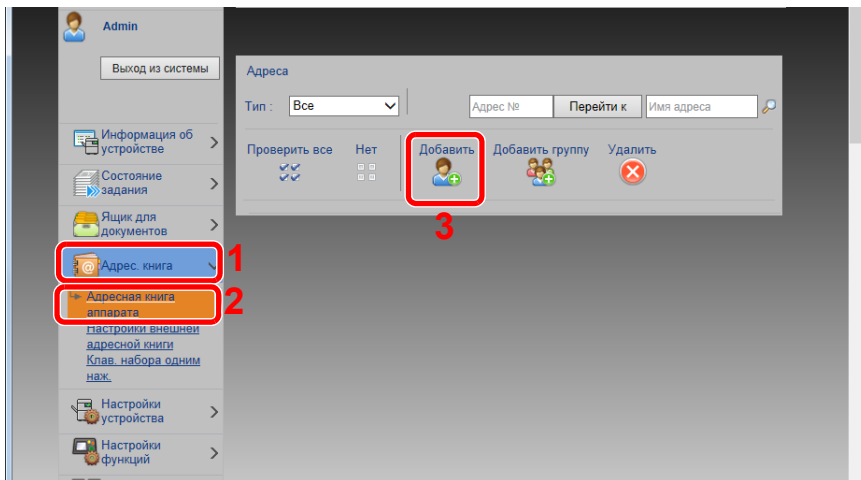 Admin
Выход из системы
Информация об
устройстве
Состояние
задания
Ящик для
документов
Адрес. книга
1
Адресная книга
аппарата
2
Настройки внешней
адресной книги
Клав. набора одним
наж.
Настройки
устройства
Настройки
функций
Адреса
Тип : Все Адрес № Перейти к Имя адреса
Проверить все Нет Добавить Добавить группу Удалить
3